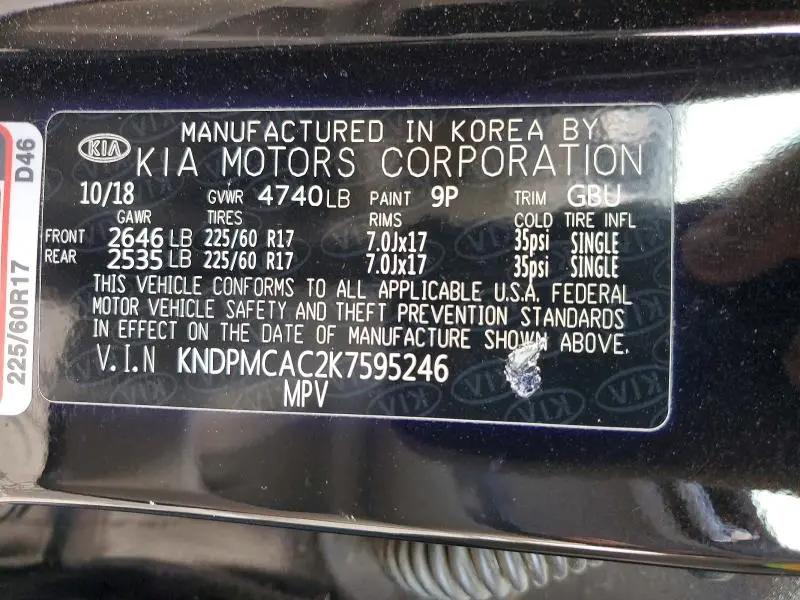 KIA
MANUFACTURED IN KOREA BY
KIA MOTORS CORPORATION
10/18 GVWR 4740LB PAINT 9P TRIM GBU
GAWR TIRES RIMS COLD TIRE INFL
FRONT 2646 LB 225/60 R17 7.0Jx17 35psi SINGLE
REAR 2535 LB 225/60 R17 7.0Jx17 35psi SINGLE
THIS VEHICLE CONFORMS TO ALL APPLICABLE U.S.A. FEDERAL
MOTOR VEHICLE SAFETY AND THEFT PREVENTION STANDARDS
IN EFFECT ON THE DATE OF MANUFACTURE SHOWN ABOVE.
V.I.N KNDPMCAC2K7595246
MPV
225/60R17 D46